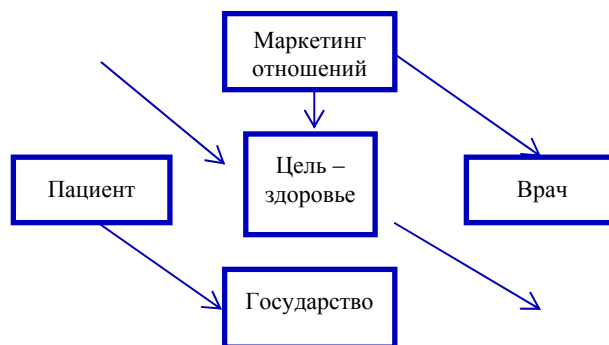 Маркетинг
отношений
Пациент
Цель –
здоровье
Врач
Государство